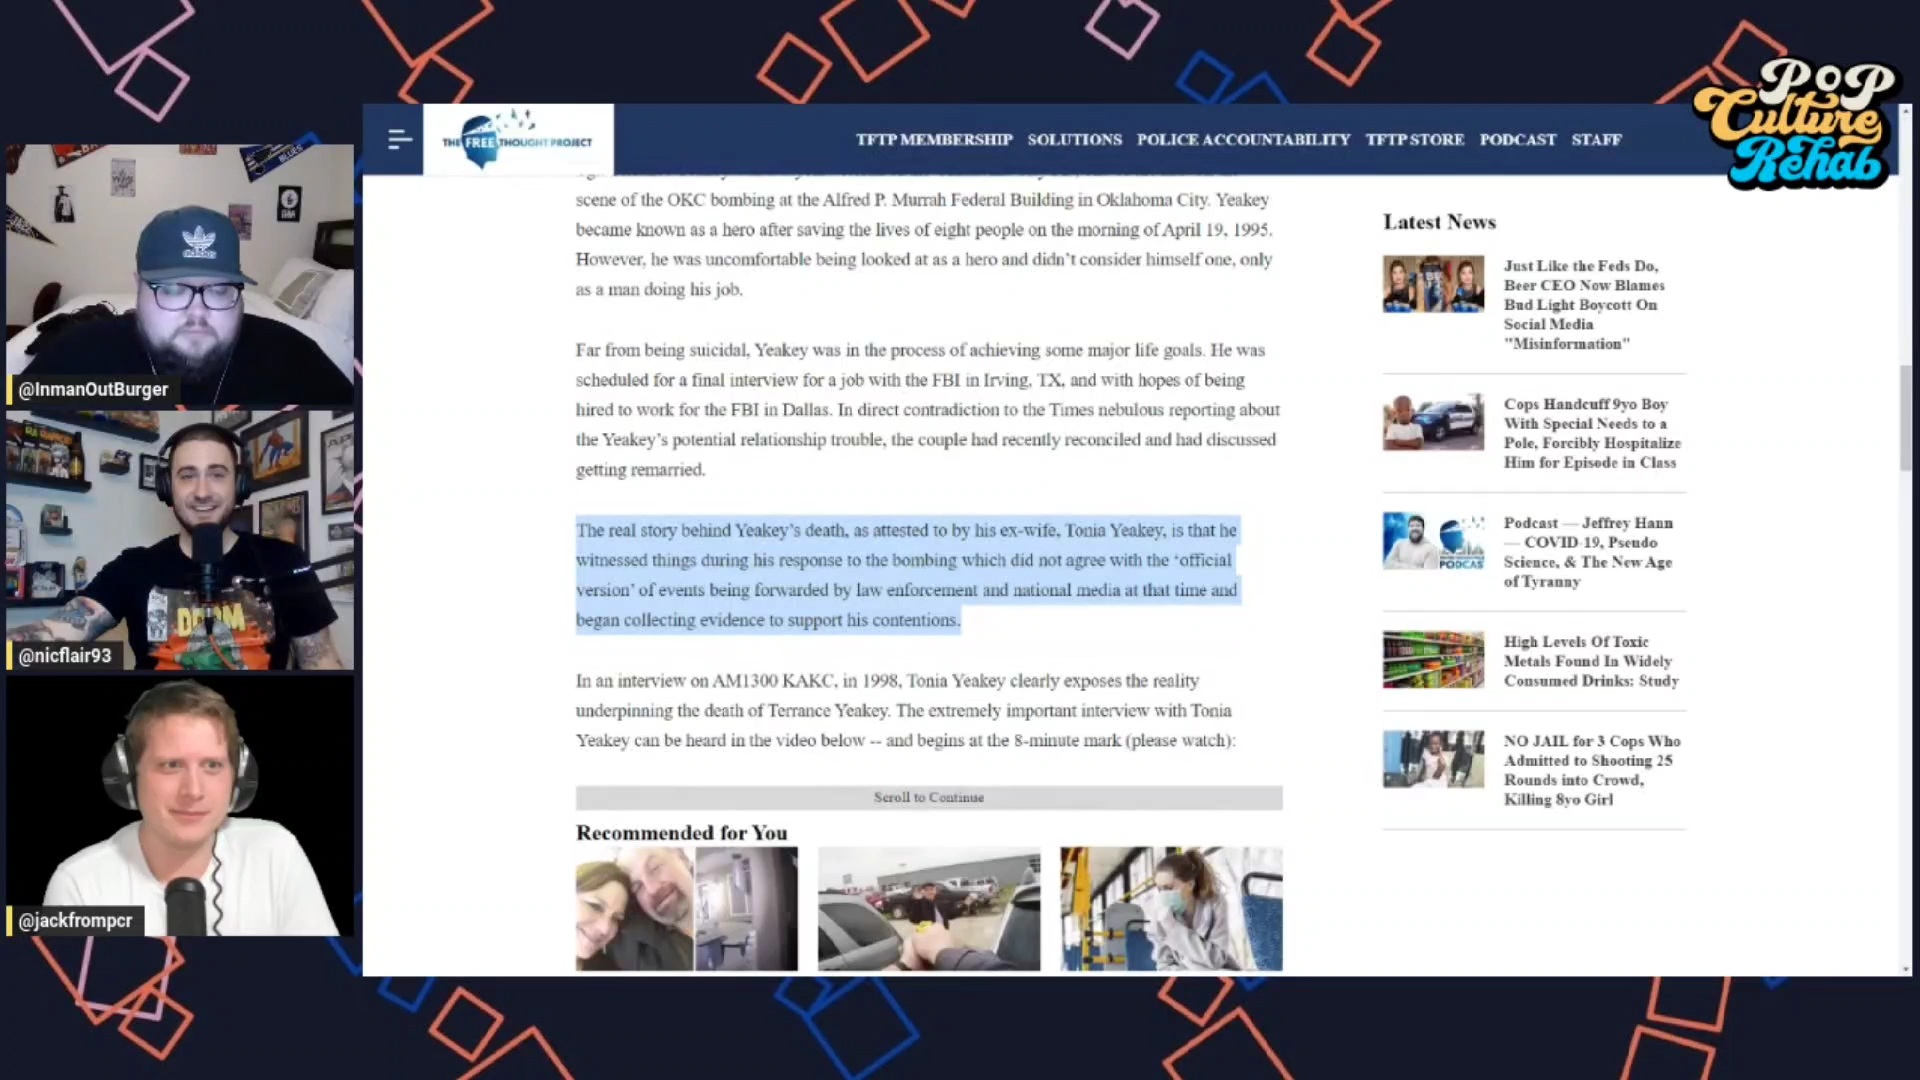 POP
Culture
Rehab
THE FREE THOUGHT PROJECT
TFTP MEMBERSHIP SOLUTIONS POLICE ACCOUNTABILITY TFTP STORE PODCAST STAFF
scene of the OKC bombing at the Alfred P. Murrah Federal Building in Oklahoma City. Yeakey
became known as a hero after saving the lives of eight people on the morning of April 19, 1995.
However, he was uncomfortable being looked at as a hero and didn't consider himself one, only
as a man doing his job.
Far from being suicidal, Yeakey was in the process of achieving some major life goals. He was
scheduled for a final interview for a job with the FBI in Irving, TX, and with hopes of being
hired to work for the FBI in Dallas. In direct contradiction to the Times nebulous reporting about
the Yeakey's potential relationship trouble, the couple had recently reconciled and had discussed
getting remarried.
The real story behind Yeakey's death, as attested to by his ex-wife, Tonia Yeakey, is that he
witnessed things during his response to the bombing which did not agree with the 'official
version' of events being forwarded by law enforcement and national media at that time and
began collecting evidence to support his contentions.
In an interview on AM1300 KAKC, in 1998, Tonia Yeakey clearly exposes the reality
underpinning the death of Terrance Yeakey. The extremely important interview with Tonia
Yeakey can be heard in the video below -- and begins at the 8-minute mark (please watch):
Scroll to Continue
Recommended for You
Latest News
Just Like the Feds Do,
Beer CEO Now Blames
Bud Light Boycott On
Social Media
"Misinformation"
Cops Handcuff 9yo Boy
With Special Needs to a
Pole, Forcibly Hospitalize
Him for Episode in Class
Podcast — Jeffrey Hann
— COVID-19, Pseudo
Science, & The New Age
of Tyranny
High Levels Of Toxic
Metals Found In Widely
Consumed Drinks: Study
NO JAIL for 3 Cops Who
Admitted to Shooting 25
Rounds into Crowd,
Killing 8yo Girl
PODCAST
BLUES
adidas
@InmanOutBurger
DOOM
@nicflair93
@jackfrompcr